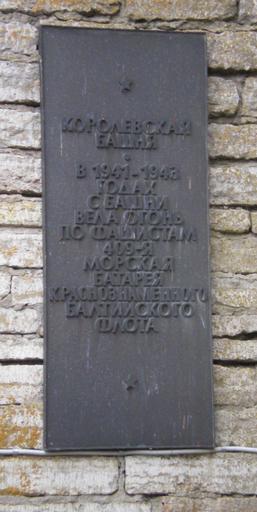 КОРОЛЕВСКАЯ
БАШНЯ
В 1941-1943
ГОДАХ
С БАШНИ
ВЕЛА ОГОНЬ
ПО ФАШИСТАМ
409-Я
МОРСКАЯ
БАТАРЕЯ
КРАСНОЗНАМЕННОГО
БАЛТИЙСКОГО
ФЛОТА